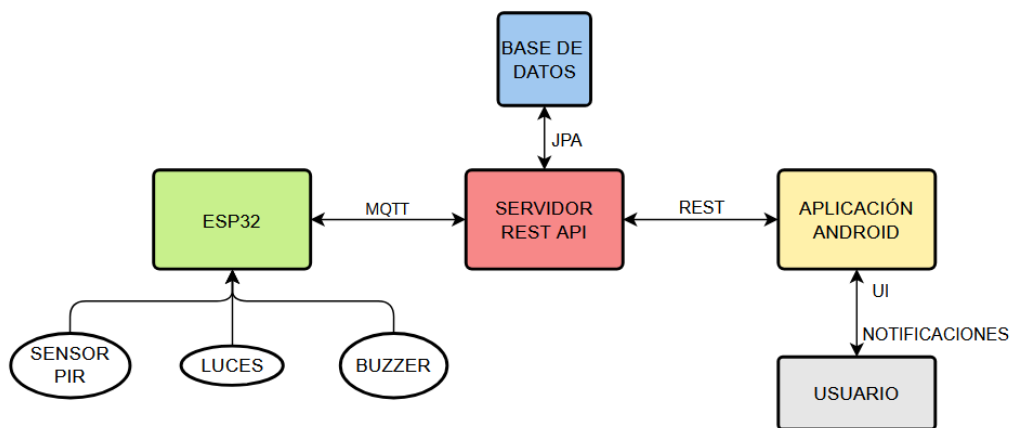 BASE DE
DATOS
JPA
ESP32
MQTT
SERVIDOR
REST API
REST
APLICACIÓN
ANDROID
UI
NOTIFICACIONES
SENSOR
PIR
LUCES
BUZZER
USUARIO